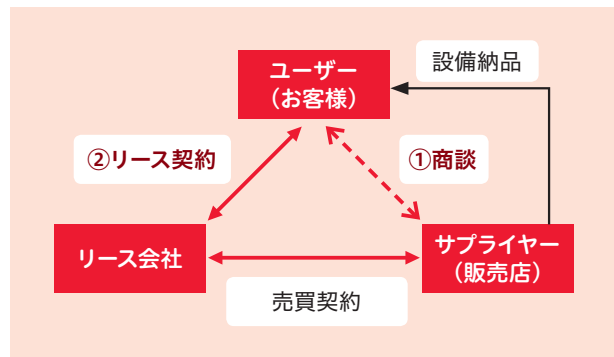 設備納品
ユーザー
（お客様）
②リース契約
①商談
リース会社
サプライヤー
（販売店）
売買契約